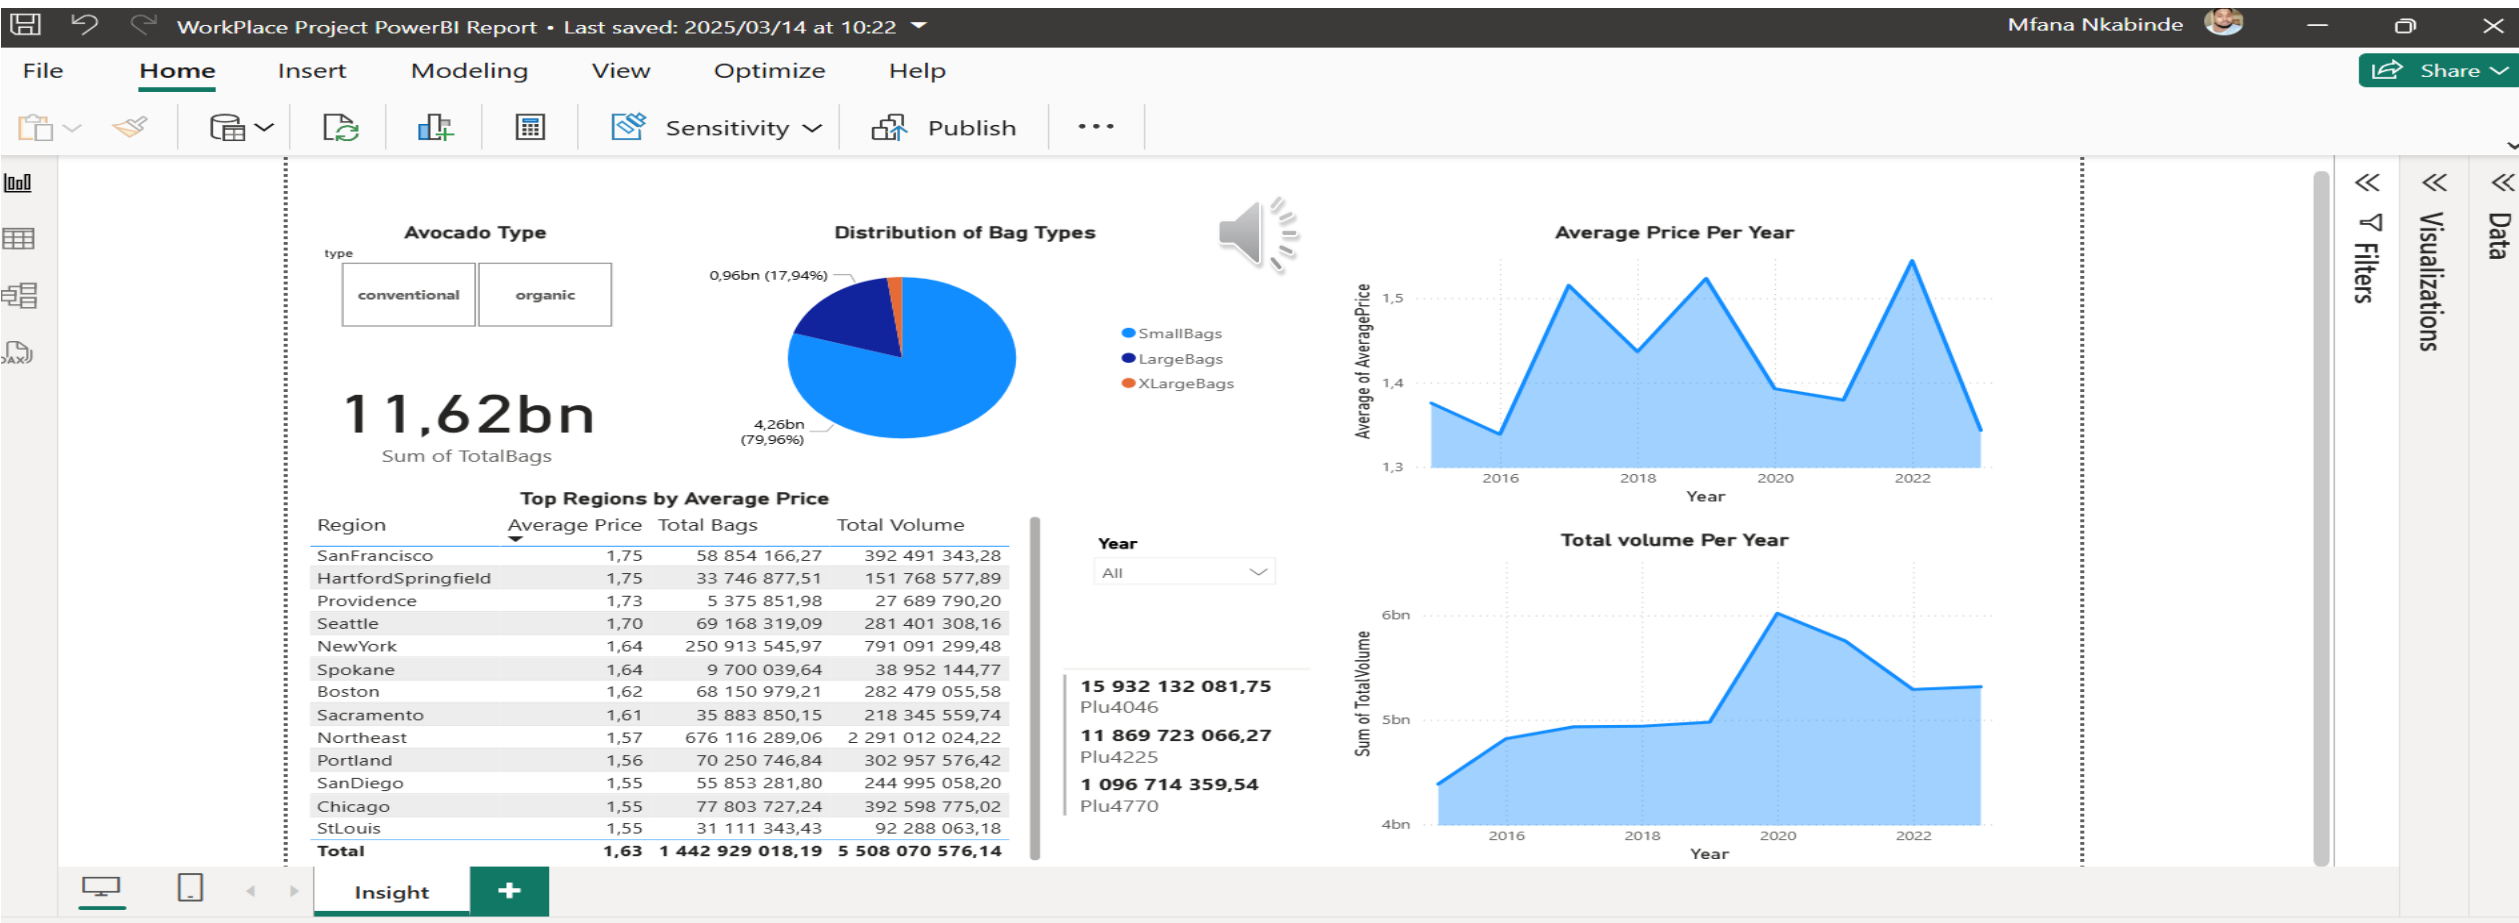 WorkPlace Project PowerBI Report • Last saved: 2025/03/14 at 10:22
Mfana Nkabinde
File Home Insert Modeling View Optimize Help
Share
Sensitivity
Publish
Avocado Type
type
conventional
organic
11,62bn
Sum of TotalBags
Distribution of Bag Types
0,96bn (17,94%)
4,26bn
(79,96%)
SmallBags
LargeBags
XLargeBags
Average Price Per Year
Average of AveragePrice
1,5
1,4
1,3
2016 2018 2020 2022
Year
Top Regions by Average Price
Region Average Price Total Bags Total Volume
SanFrancisco 1,75 58 854 166,27 392 491 343,28
HartfordSpringfield 1,75 33 746 877,51 151 768 577,89
Providence 1,73 5 375 851,98 27 689 790,20
Seattle 1,70 69 168 319,09 281 401 308,16
NewYork 1,64 250 913 545,97 791 091 299,48
Spokane 1,64 9 700 039,64 38 952 144,77
Boston 1,62 68 150 979,21 282 479 055,58
Sacramento 1,61 35 883 850,15 218 345 559,74
Northeast 1,57 676 116 289,06 2 291 012 024,22
Portland 1,56 70 250 746,84 302 957 576,42
SanDiego 1,55 55 853 281,80 244 995 058,20
Chicago 1,55 77 803 727,24 392 598 775,02
StLouis 1,55 31 111 343,43 92 288 063,18
Total 1,63 1 442 929 018,19 5 508 070 576,14
Year
All
15 932 132 081,75
Plu4046
11 869 723 066,27
Plu4225
1 096 714 359,54
Plu4770
Total volume Per Year
Sum of TotalVolume
6bn
5bn
4bn
2016 2018 2020 2022
Year
Filters
Visualizations
Data
DAX
Insight